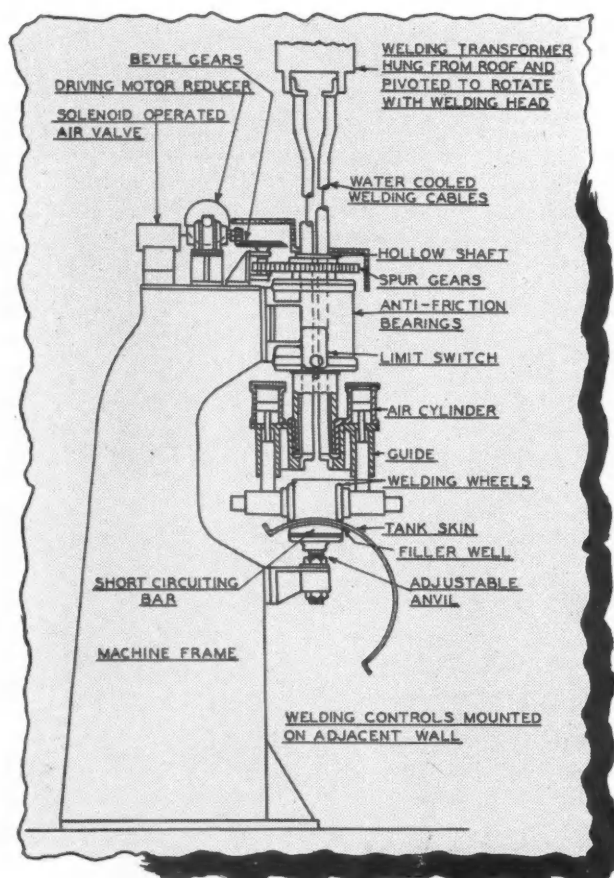 BEVEL GEARS
DRIVING MOTOR REDUCER
SOLENOID OPERATED
AIR VALVE
WELDING TRANSFORMER
HUNG FROM ROOF AND
PIVOTED TO ROTATE
WITH WELDING HEAD
WATER COOLED
WELDING CABLES
HOLLOW SHAFT
SPUR GEARS
ANTI-FRICTION
BEARINGS
LIMIT SWITCH
AIR CYLINDER
GUIDE
WELDING WHEELS
TANK SKIN
FILLER WELL
SHORT CIRCUITING
BAR
ADJUSTABLE
ANVIL
MACHINE FRAME
WELDING CONTROLS MOUNTED
ON ADJACENT WALL